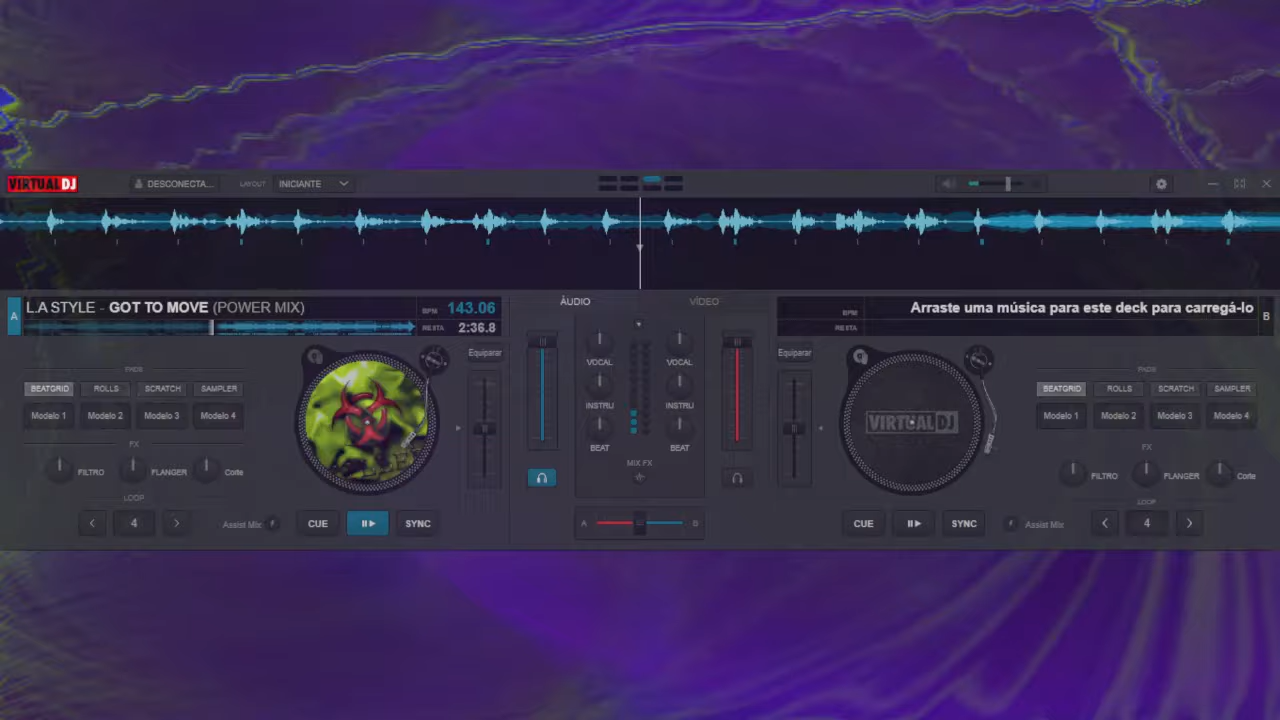 VIRTUAL DJ
DESCONECTA...
LAYOUT
INICIANTE
A
L.A STYLE - GOT TO MOVE (POWER MIX)
BPM 143.06
RESTA 2:36.8
ÁUDIO
VÍDEO
BPM
RESTA
Arraste uma música para este deck para carregá-lo
B
Equiparar
PADS
BEATGRID ROLLS SCRATCH SAMPLER
Modelo 1 Modelo 2 Modelo 3 Modelo 4
FX
FILTRO FLANGER Corte
LOOP
4
Assist Mix
CUE
SYNC
VOCAL VOCAL
INSTRU INSTRU
BEAT BEAT
MIX FX
A B
Equiparar
VIRTUAL DJ
PADS
BEATGRID ROLLS SCRATCH SAMPLER
Modelo 1 Modelo 2 Modelo 3 Modelo 4
FX
FILTRO FLANGER Corte
LOOP
CUE
SYNC
Assist Mix
4